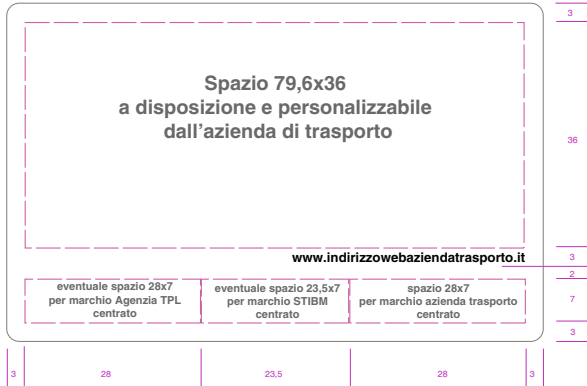 3
Spazio 79,6x36
a disposizione e personalizzabile
dall'azienda di trasporto
36
www.indirizzowebaziendatrasporto.it
3
2
eventuale spazio 28x7
per marchio Agenzia TPL
centrato
eventuale spazio 23,5x7
per marchio STIBM
centrato
spazio 28x7
per marchio azienda trasporto
centrato
7
3
3
28
23,5
28
3